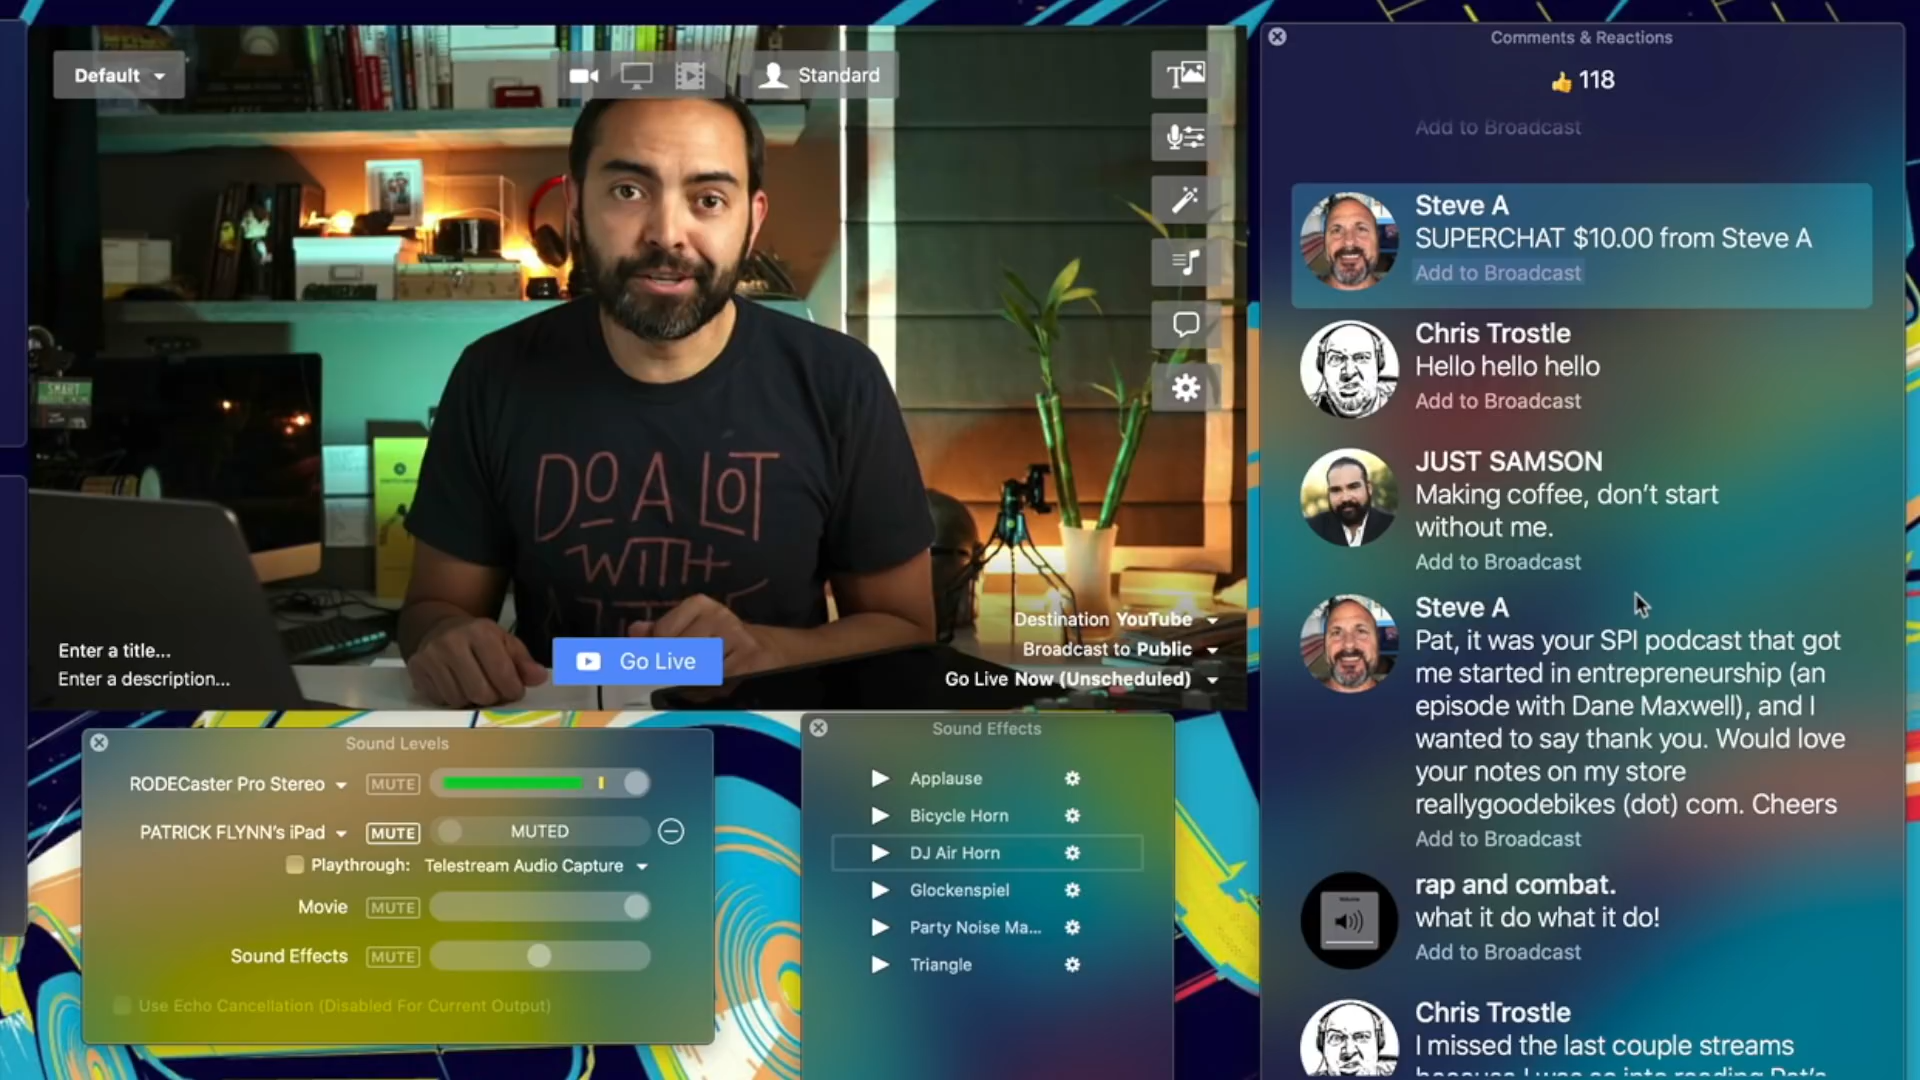 Default
Standard
SMART
DO A LOT
WITH
Enter a title...
Enter a description...
Go Live
Destination YouTube
Broadcast to Public
Go Live Now (Unscheduled)
Sound Levels
RODECaster Pro Stereo
MUTE
PATRICK FLYNN's iPad
MUTE
MUTED
Playthrough: Telestream Audio Capture
Movie
MUTE
Sound Effects
MUTE
Use Echo Cancellation (Disabled For Current Output)
Sound Effects
Applause
Bicycle Horn
DJ Air Horn
Glockenspiel
Party Noise Ma...
Triangle
Comments & Reactions
👍 118
Add to Broadcast
Steve A
SUPERCHAT $10.00 from Steve A
Add to Broadcast
Chris Trostle
Hello hello hello
Add to Broadcast
JUST SAMSON
Making coffee, don't start
without me.
Add to Broadcast
Steve A
Pat, it was your SPI podcast that got
me started in entrepreneurship (an
episode with Dane Maxwell), and I
wanted to say thank you. Would love
your notes on my store
reallygoodebikes (dot) com. Cheers
Add to Broadcast
rap and combat.
what it do what it do!
Add to Broadcast
Chris Trostle
I missed the last couple streams
because I was so into reading Pat's